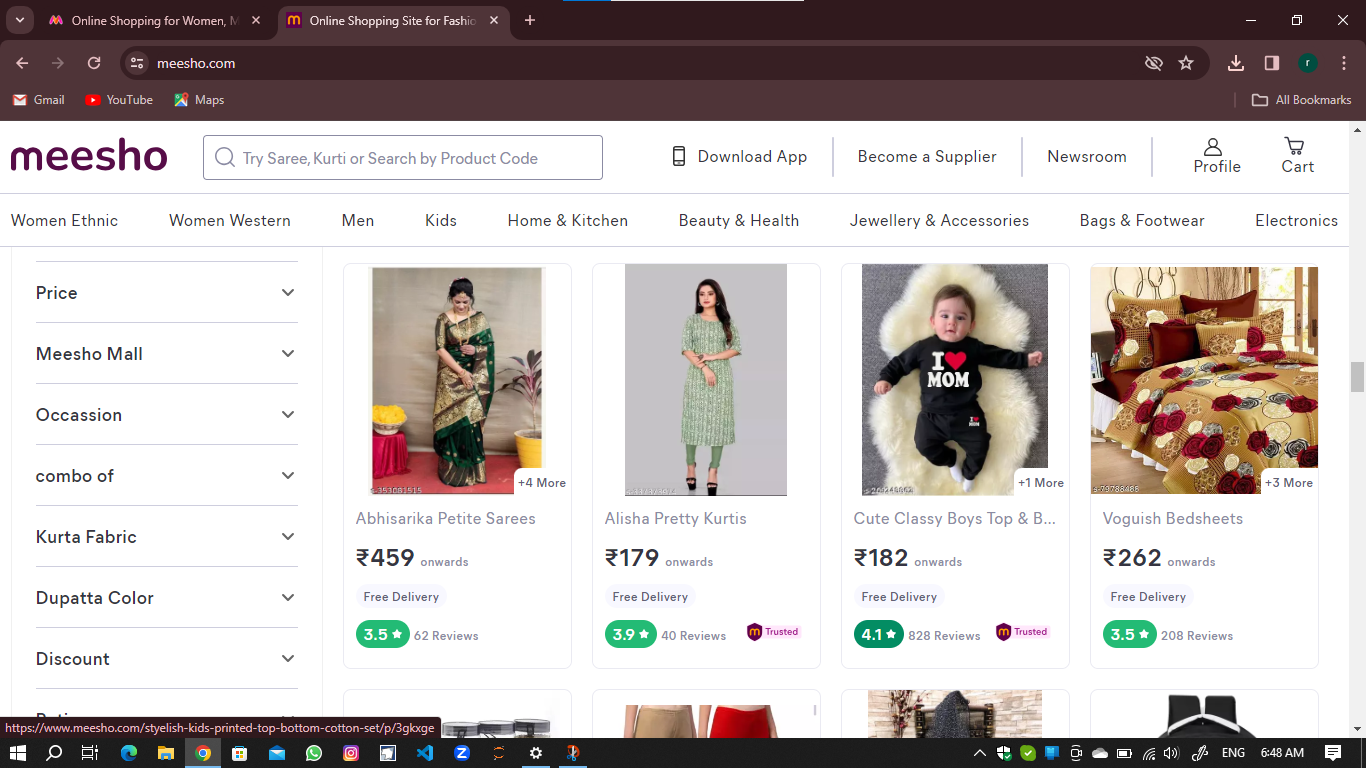 Online Shopping for Women, M
Online Shopping Site for Fashio
meesho.com
r
Gmail
YouTube
Maps
All Bookmarks
meesho
Try Saree, Kurti or Search by Product Code
Download App
Become a Supplier
Newsroom
Profile
Cart
Women Ethnic
Women Western
Men
Kids
Home & Kitchen
Beauty & Health
Jewellery & Accessories
Bags & Footwear
Electronics
Price
Meesho Mall
Occassion
combo of
Kurta Fabric
Dupatta Color
Discount
+4 More
Abhisarika Petite Sarees
₹459 onwards
Free Delivery
3.5 ★ 62 Reviews
Alisha Pretty Kurtis
₹179 onwards
Free Delivery
3.9 ★ 40 Reviews
m Trusted
I ♥
MOM
+1 More
Cute Classy Boys Top & B...
₹182 onwards
Free Delivery
4.1 ★ 828 Reviews
m Trusted
s-79788488
+3 More
Voguish Bedsheets
₹262 onwards
Free Delivery
3.5 ★ 208 Reviews
https://www.meesho.com/styelish-kids-printed-top-bottom-cotton-set/p/3gkxge
ENG
6:48 AM